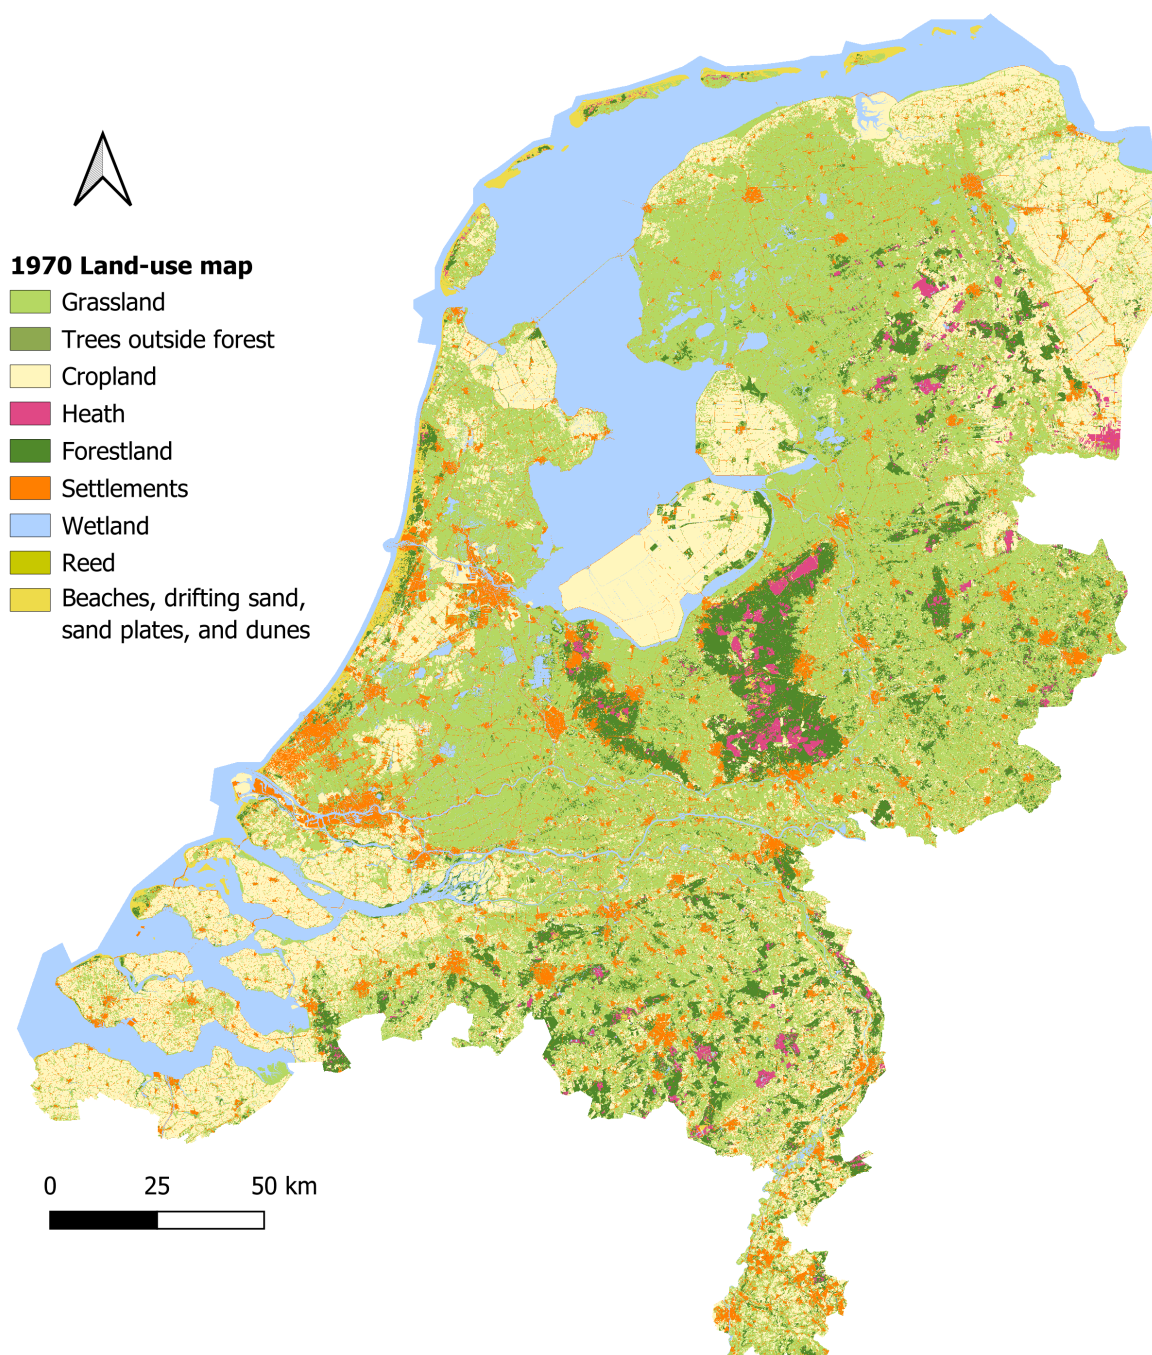 1970 Land-use map
Grassland
Trees outside forest
Cropland
Heath
Forestland
Settlements
Wetland
Reed
Beaches, drifting sand,
sand plates, and dunes
0 25 50 km